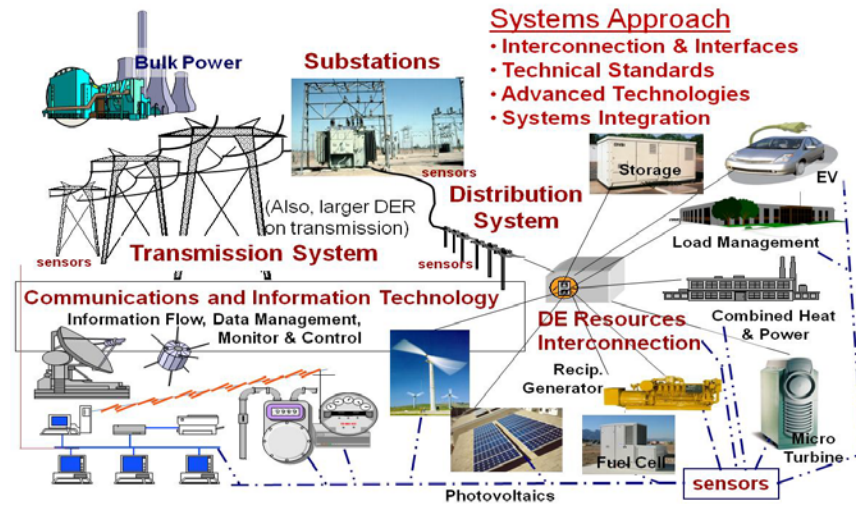 Systems Approach
• Interconnection & Interfaces
• Technical Standards
• Advanced Technologies
• Systems Integration
Bulk Power
Substations
sensors
Storage
EV
Distribution
System
sensors
(Also, larger DER
on transmission)
Transmission System
sensors
Load Management
Communications and Information Technology
Information Flow, Data Management,
Monitor & Control
DE Resources
Interconnection
Combined Heat
& Power
Recip.
Generator
Fuel Cell
Micro
Turbine
sensors
Photovoltaics